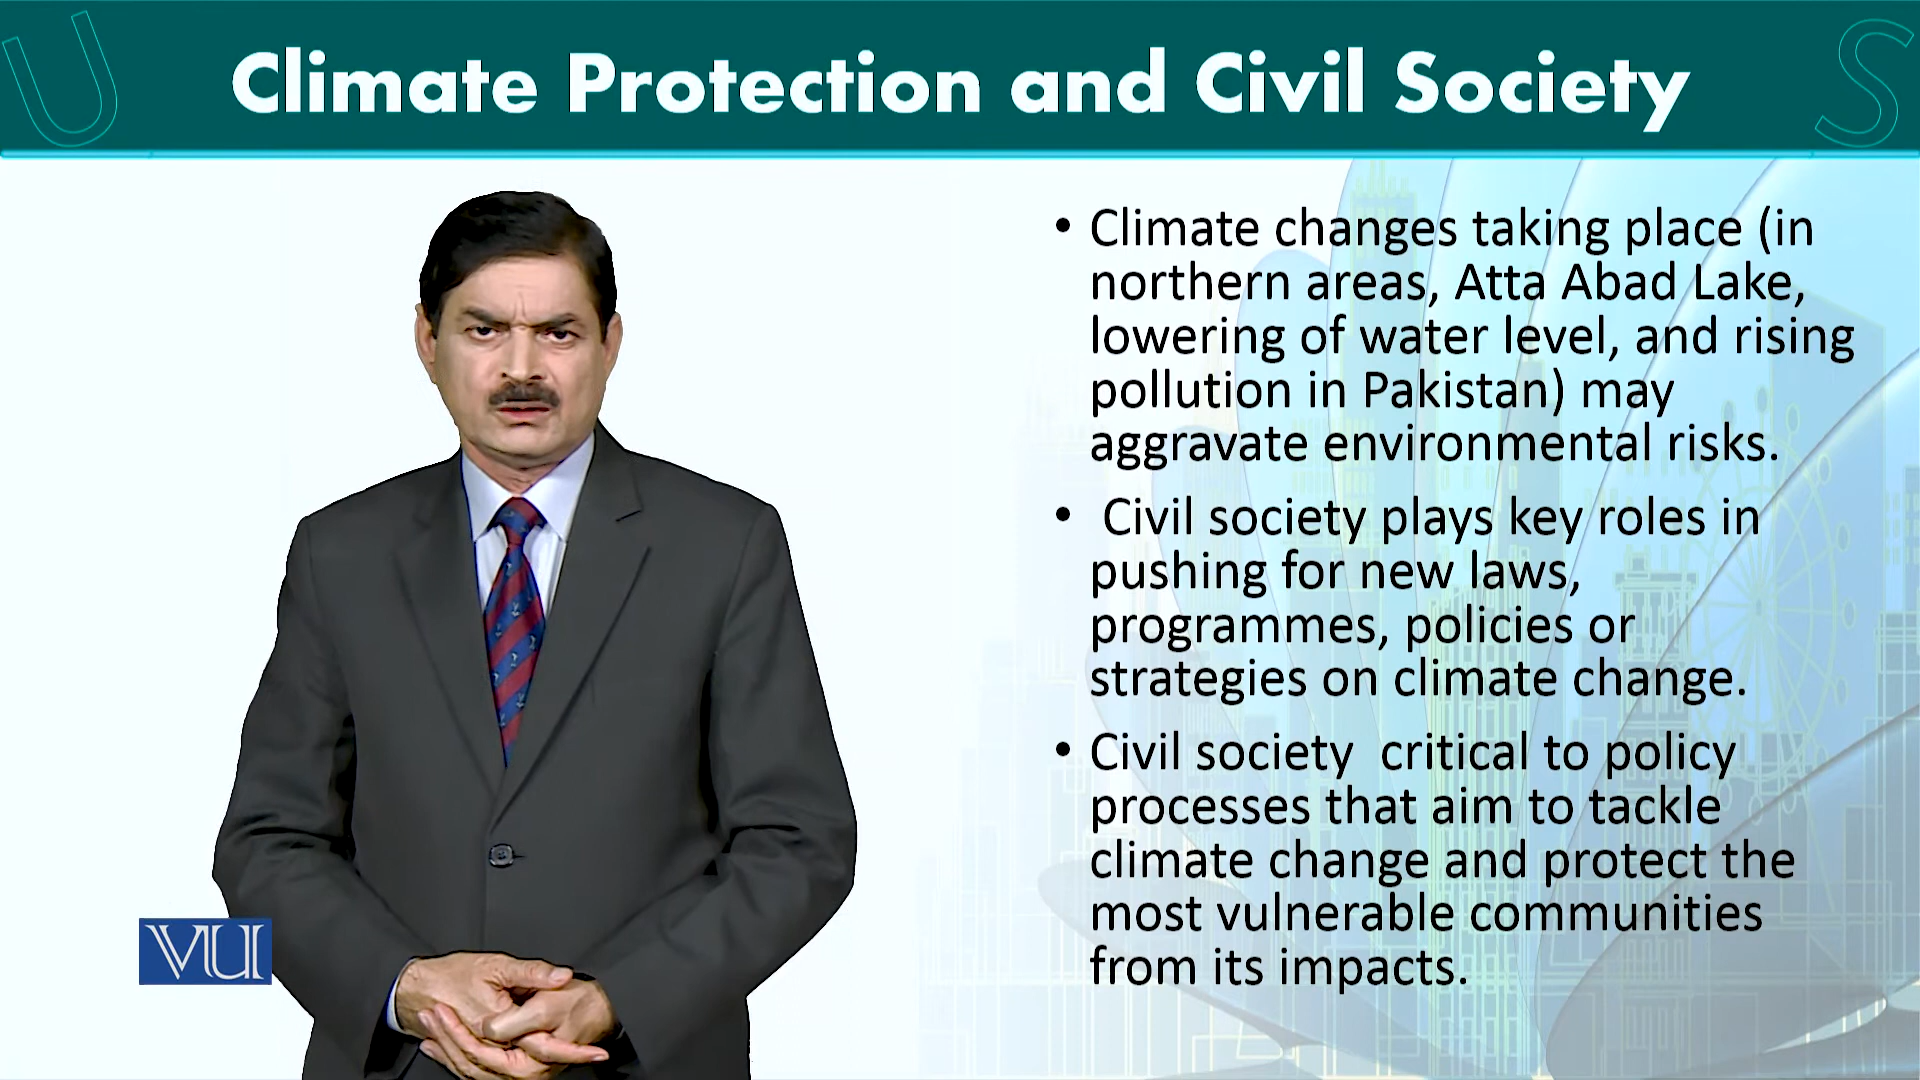 U
S
Climate Protection and Civil Society
• Climate changes taking place (in
northern areas, Atta Abad Lake,
lowering of water level, and rising
pollution in Pakistan) may
aggravate environmental risks.
• Civil society plays key roles in
pushing for new laws,
programmes, policies or
strategies on climate change.
• Civil society critical to policy
processes that aim to tackle
climate change and protect the
most vulnerable communities
from its impacts.
VU